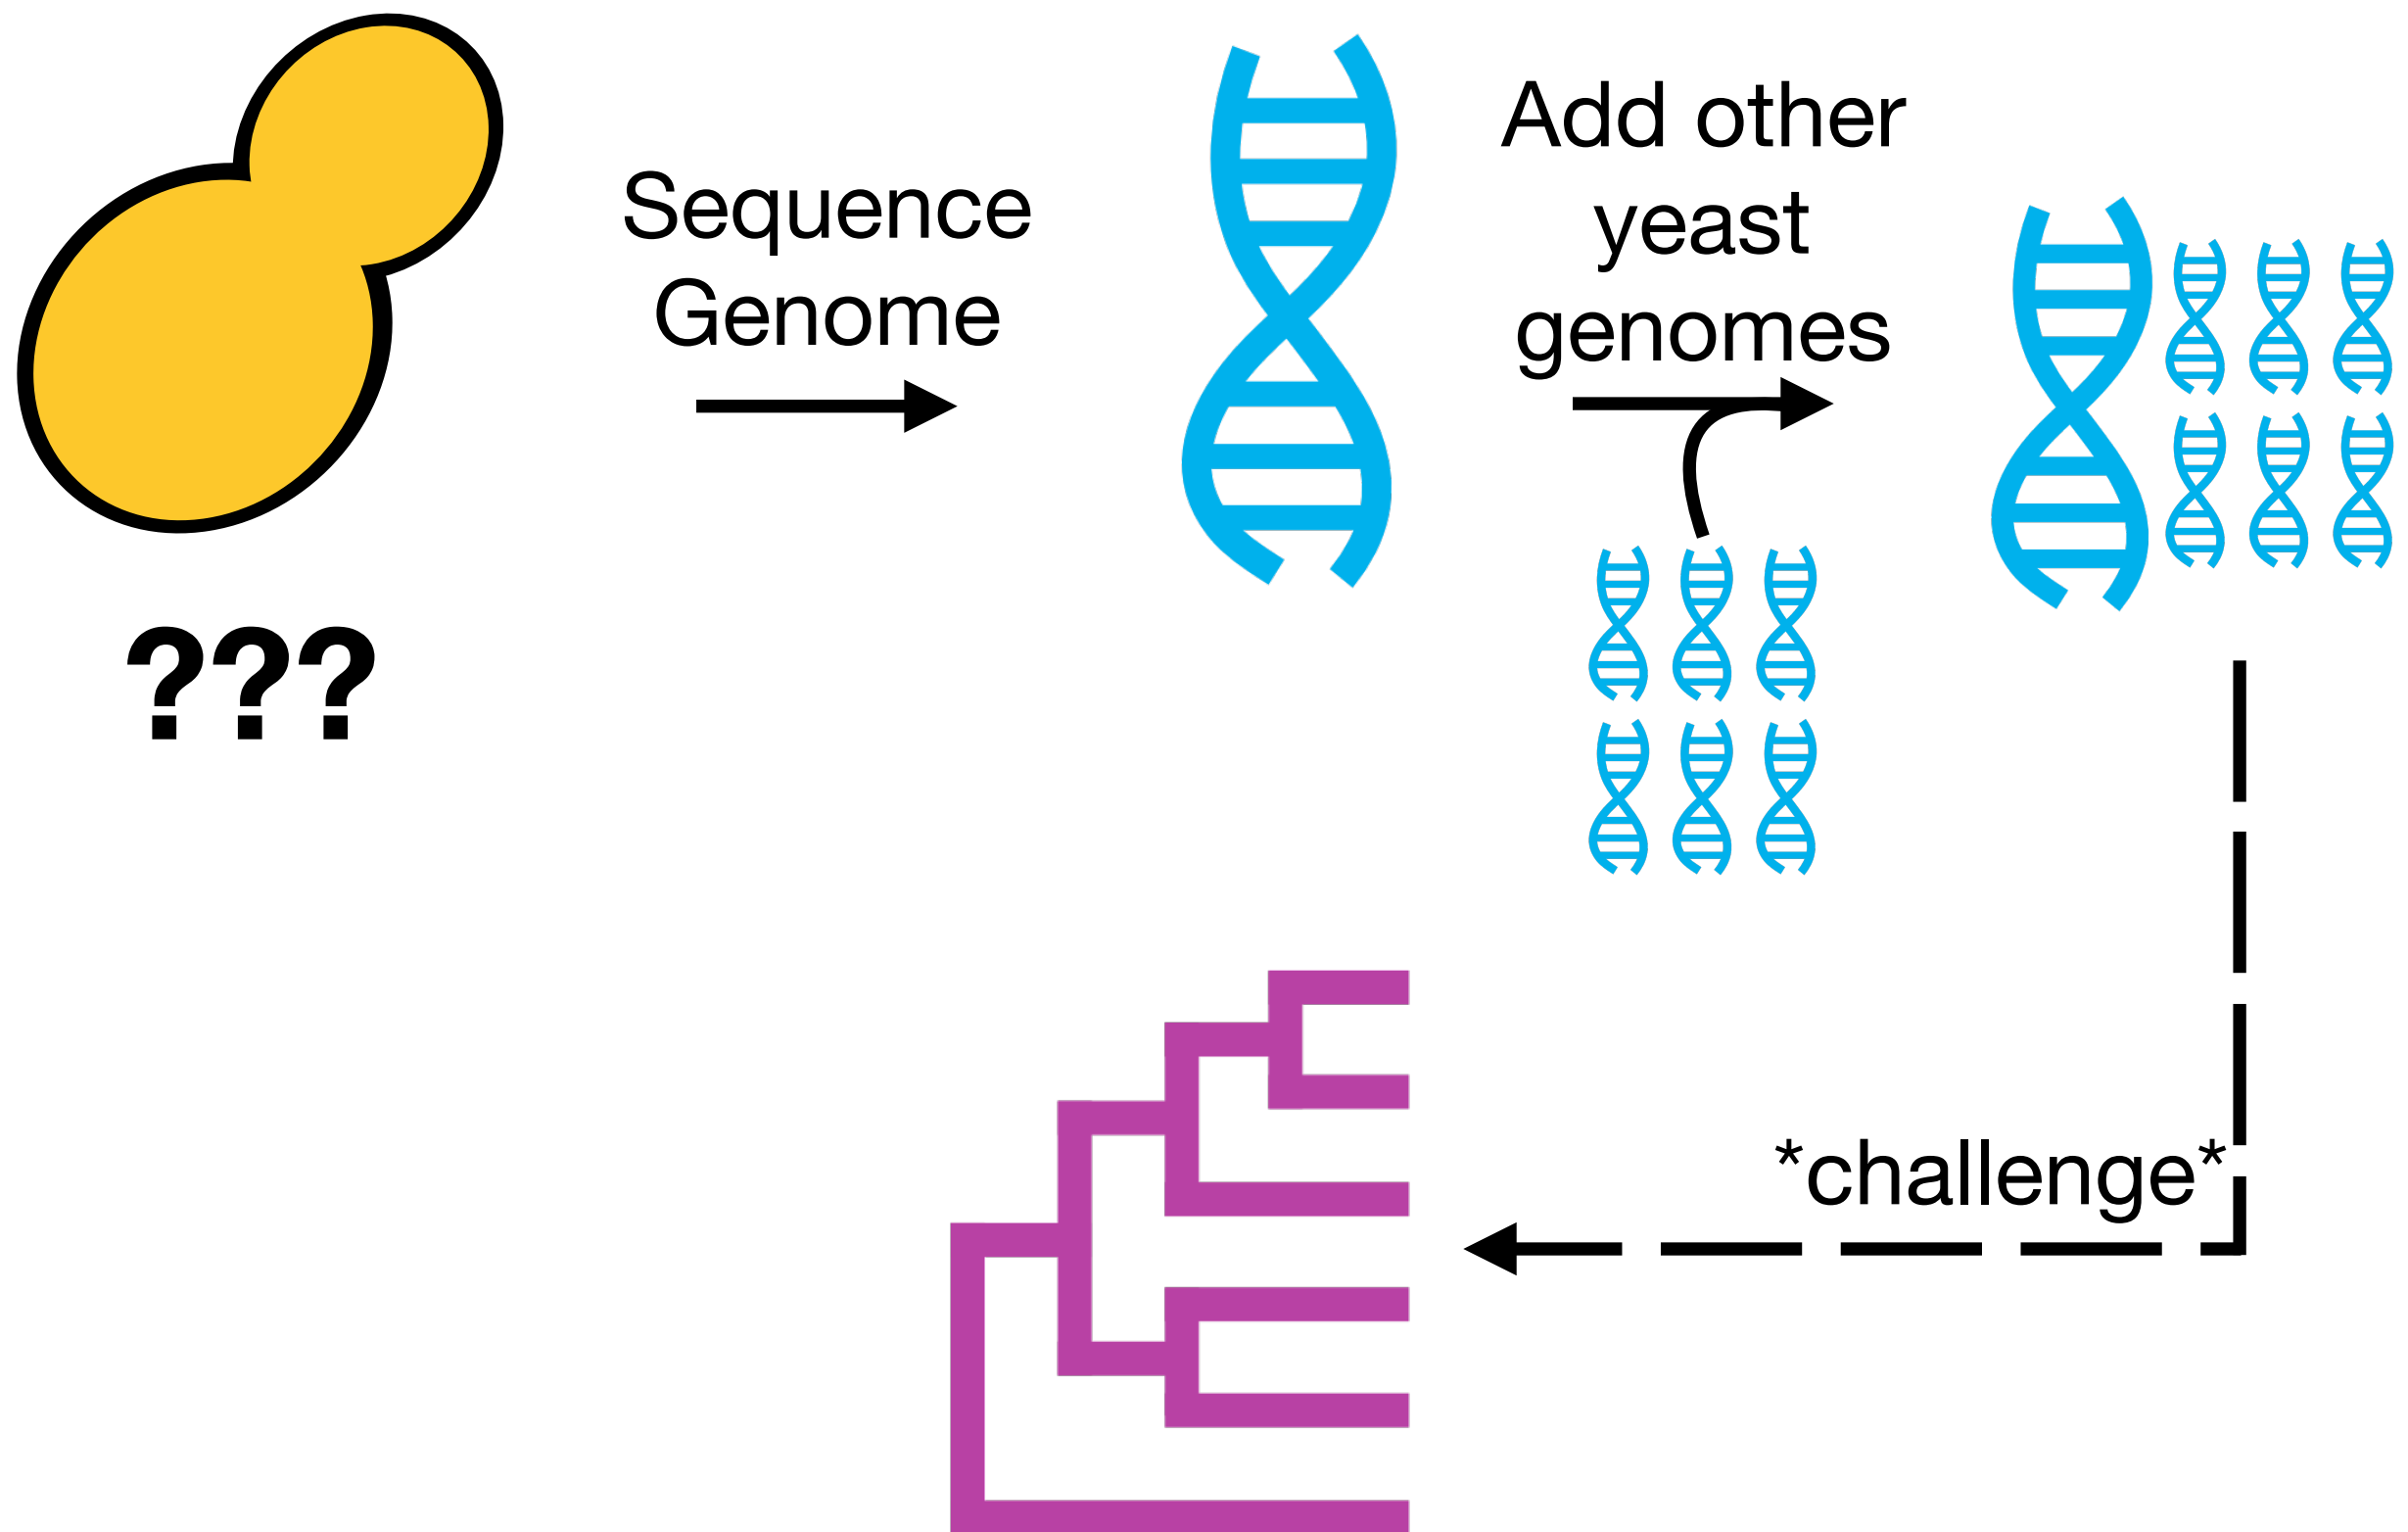 Sequence
Genome
Add other
yeast
genomes
???
*challenge*